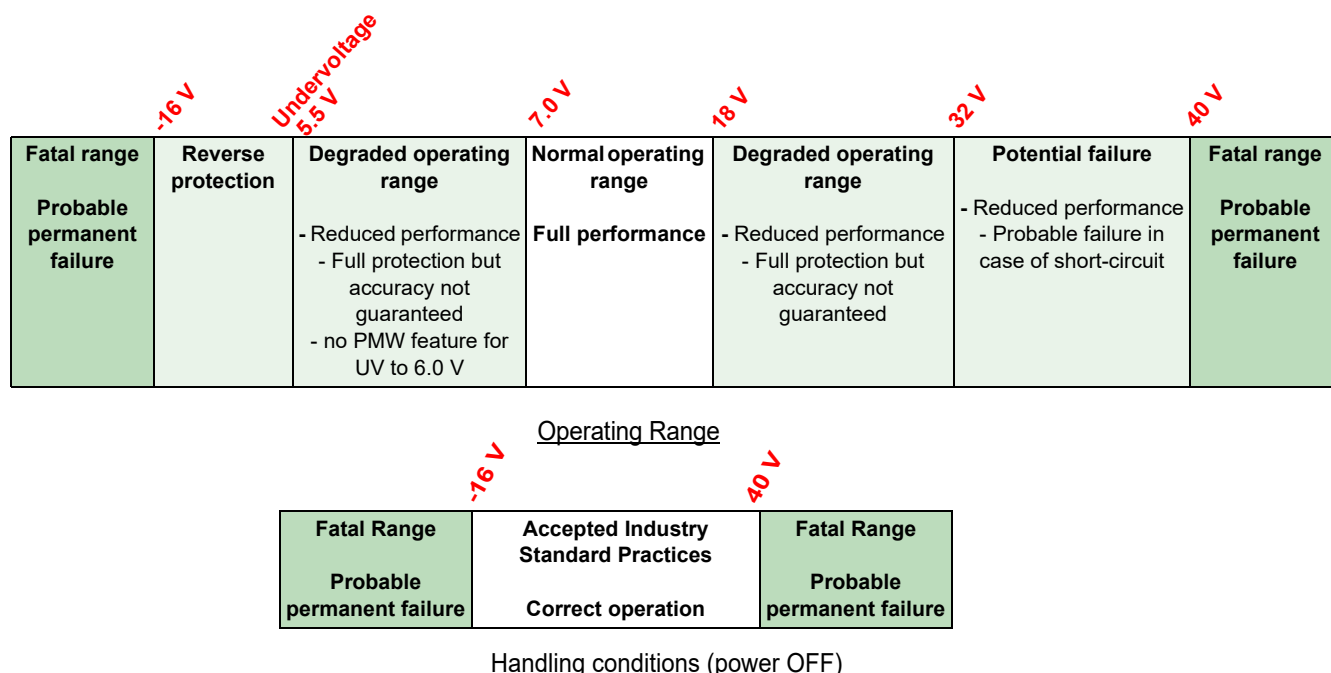 -16 V
Undervoltage
5.5 V
7.0 V
18 V
32 V
40 V
Fatal range
Probable
permanent
failure
Reverse
protection
Degraded operating
range
- Reduced performance
- Full protection but
accuracy not
guaranteed
- no PMW feature for
UV to 6.0 V
Normal operating
range
Full performance
Degraded operating
range
- Reduced performance
- Full protection but
accuracy not
guaranteed
Potential failure
- Reduced performance
- Probable failure in
case of short-circuit
Fatal range
Probable
permanent
failure
Operating Range
-16 V
40 V
Fatal Range
Probable
permanent failure
Accepted Industry
Standard Practices
Correct operation
Fatal Range
Probable
permanent failure
Handling conditions (power OFF)